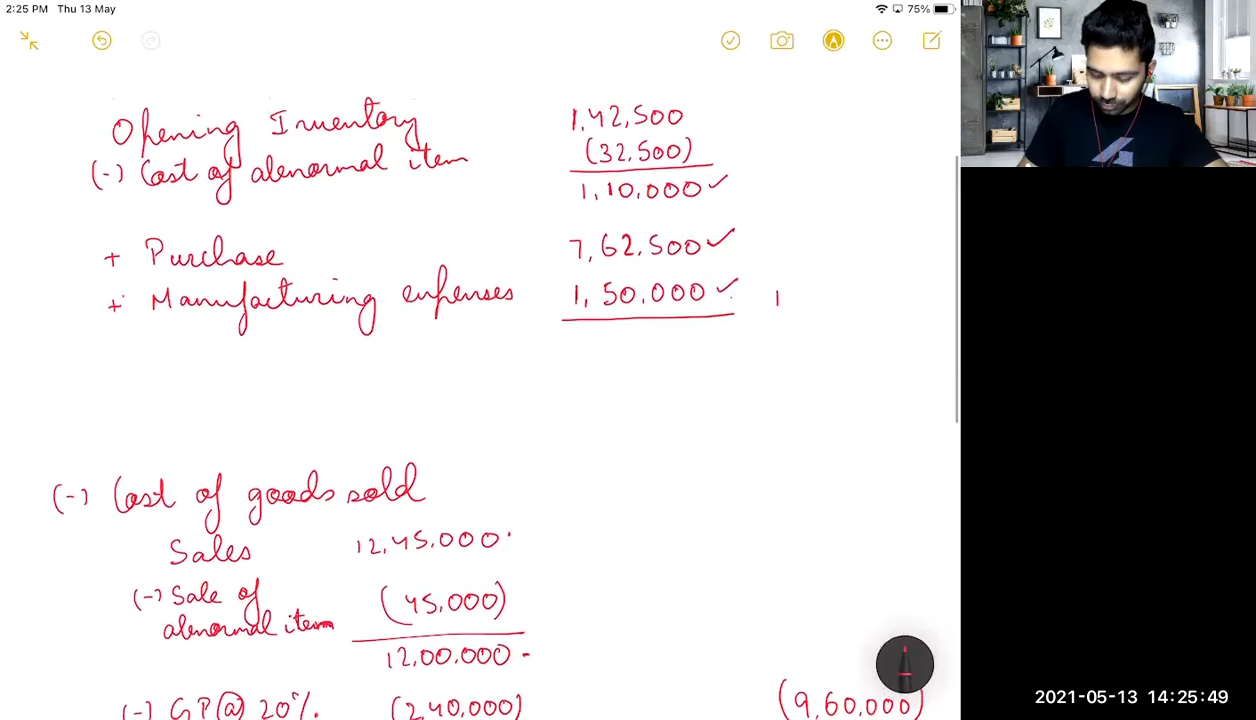 2:25 PM Thu 13 May
75%
Opening Inventory 1,42,500
(-) Cost of abnormal item (32,500)
1,10,000 ✓
+ Purchase 7,62,500 ✓
+ Manufacturing expenses 1,50,000 ✓ 1
(-) Cost of goods sold
Sales 12,45,000
(-) Sale of
abnormal item (45,000)
12,00,000
(-) GP@ 20%. (2,40,000) (9,60,000)
2021-05-13 14:25:49